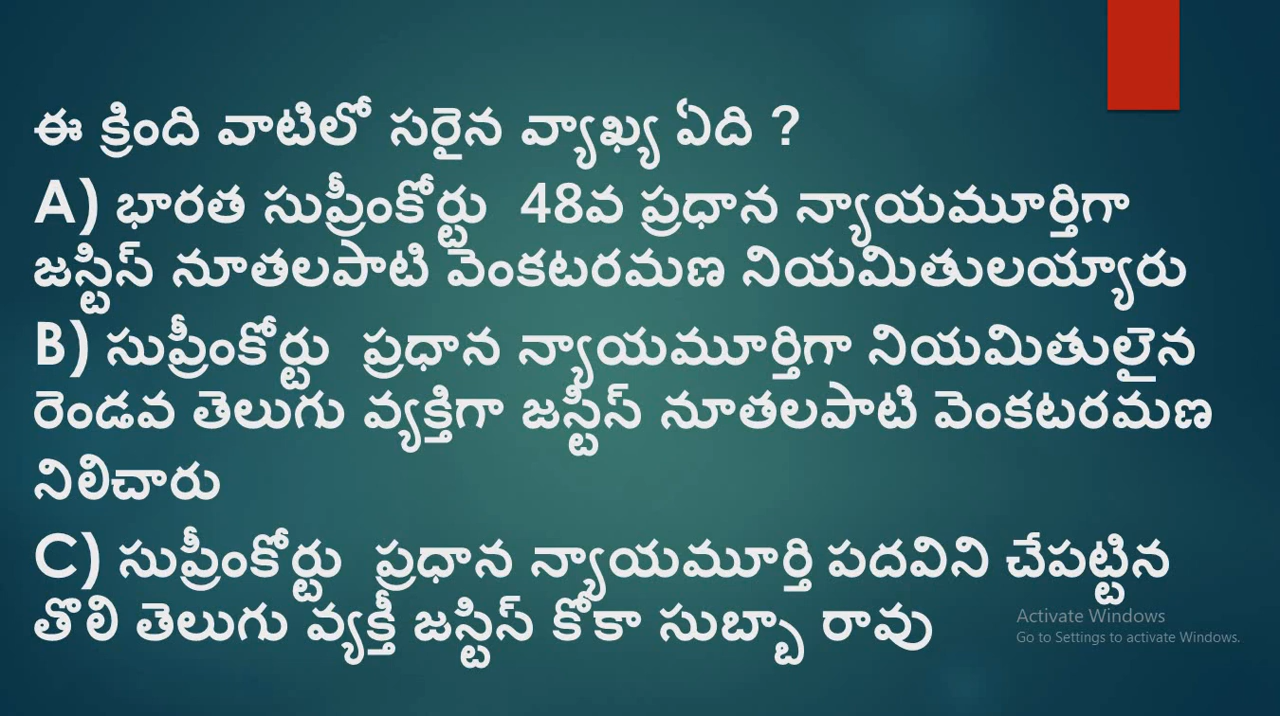 ఈ క్రింది వాటిలో సరైన వ్యాఖ్య ఏది ?
A) భారత సుప్రీంకోర్టు 48వ ప్రధాన న్యాయమూర్తిగా
జస్టిస్ నూతలపాటి వెంకటరమణ నియమితులయ్యారు
B) సుప్రీంకోర్టు ప్రధాన న్యాయమూర్తిగా నియమితులైన
రెండవ తెలుగు వ్యక్తిగా జస్టిస్ నూతలపాటి వెంకటరమణ
నిలిచారు
C) సుప్రీంకోర్టు ప్రధాన న్యాయమూర్తి పదవిని చేపట్టిన
తొలి తెలుగు వ్యక్తి జస్టిస్ కోకా సుబ్బా రావు
Activate Windows
Go to Settings to activate Windows.